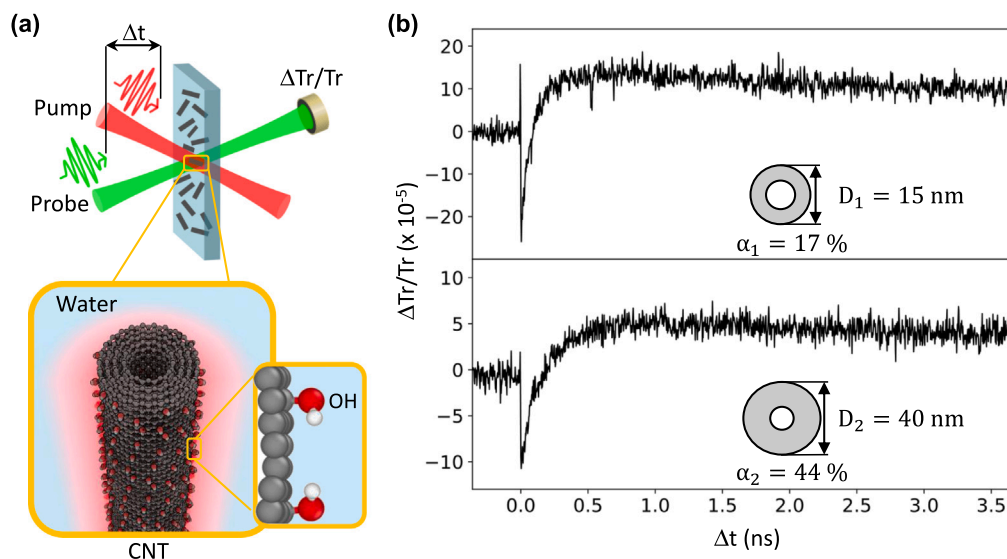 (a)
Δt
ΔTr/Tr
Pump
Probe
Water
OH
CNT
(b)
ΔTr/Tr (x 10⁻⁵)
10
0
−10
−20
D₁ = 15 nm
α₁ = 17 %
10
5
0
−5
−10
D₂ = 40 nm
α₂ = 44 %
0.0 0.5 1.0 1.5 2.0 2.5 3.0 3.5
Δt (ns)